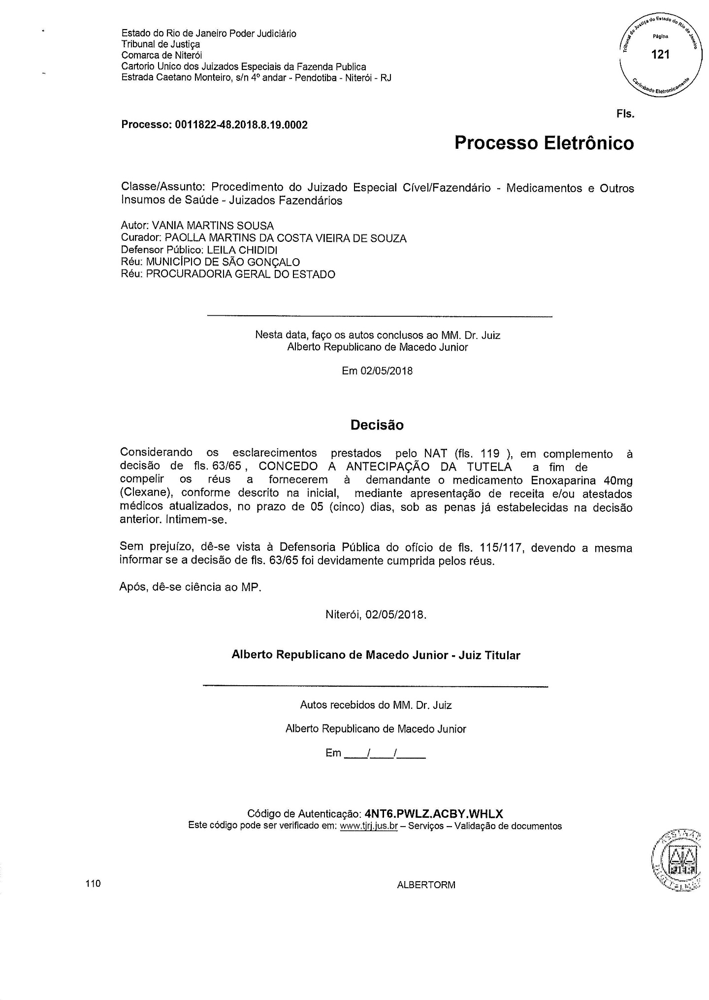 Estado do Rio de Janeiro Poder Judiciário
Tribunal de Justiça
Comarca de Niterói
Cartorio Unico dos Juizados Especiais da Fazenda Publica
Estrada Caetano Monteiro, s/n 4º andar - Pendotiba - Niterói - RJ
Tribunal de Justiça do Estado do Rio de Janeiro
Página
121
Carimbado Eletronicamente
Fls.
Processo: 0011822-48.2018.8.19.0002
Processo Eletrônico
Classe/Assunto: Procedimento do Juizado Especial Cível/Fazendário - Medicamentos e Outros
Insumos de Saúde - Juizados Fazendários
Autor: VANIA MARTINS SOUSA
Curador: PAOLLA MARTINS DA COSTA VIEIRA DE SOUZA
Defensor Público: LEILA CHIDIDI
Réu: MUNICÍPIO DE SÃO GONÇALO
Réu: PROCURADORIA GERAL DO ESTADO
Nesta data, faço os autos conclusos ao MM. Dr. Juiz
Alberto Republicano de Macedo Junior
Em 02/05/2018
Decisão
Considerando os esclarecimentos prestados pelo NAT (fls. 119 ), em complemento à
decisão de fls. 63/65 , CONCEDO A ANTECIPAÇÃO DA TUTELA a fim de
compelir os réus a fornecerem à demandante o medicamento Enoxaparina 40mg
(Clexane), conforme descrito na inicial, mediante apresentação de receita e/ou atestados
médicos atualizados, no prazo de 05 (cinco) dias, sob as penas já estabelecidas na decisão
anterior. Intimem-se.
Sem prejuízo, dê-se vista à Defensoria Pública do ofício de fls. 115/117, devendo a mesma
informar se a decisão de fls. 63/65 foi devidamente cumprida pelos réus.
Após, dê-se ciência ao MP.
Niterói, 02/05/2018.
Alberto Republicano de Macedo Junior - Juiz Titular
Autos recebidos do MM. Dr. Juiz
Alberto Republicano de Macedo Junior
Em ____/____/_____
Código de Autenticação: 4NT6.PWLZ.ACBY.WHLX
Este código pode ser verificado em: www.tjrj.jus.br – Serviços – Validação de documentos
110
ALBERTORM